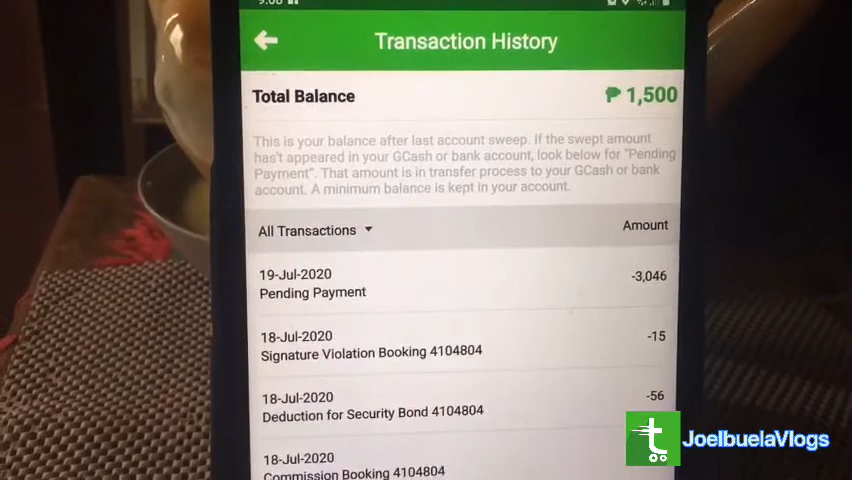 9:08
Transaction History
Total Balance
₱ 1,500
This is your balance after last account sweep. If the swept amount
has't appeared in your GCash or bank account, look below for "Pending
Payment". That amount is in transfer process to your GCash or bank
account. A minimum balance is kept in your account.
All Transactions
Amount
19-Jul-2020
Pending Payment
-3,046
18-Jul-2020
Signature Violation Booking 4104804
-15
18-Jul-2020
Deduction for Security Bond 4104804
-56
18-Jul-2020
Commission Booking 4104804
t
JoelbuelaVlogs